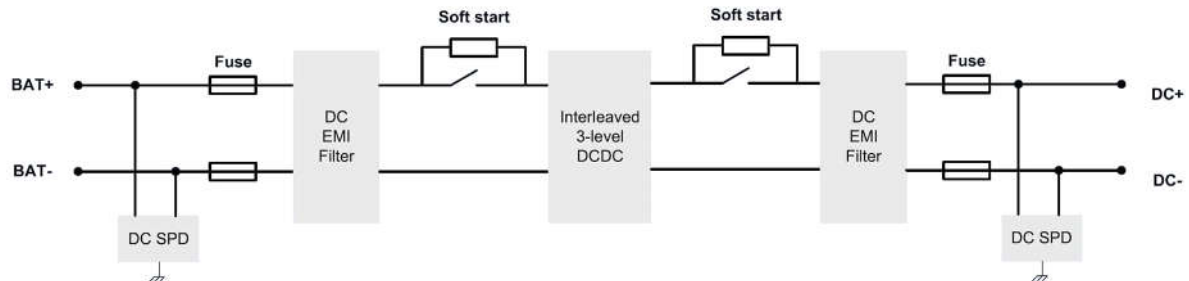 Soft start
Soft start
Fuse
Fuse
BAT+
DC+
DC
EMI
Filter
Interleaved
3-level
DCDC
DC
EMI
Filter
BAT-
DC-
DC SPD
DC SPD